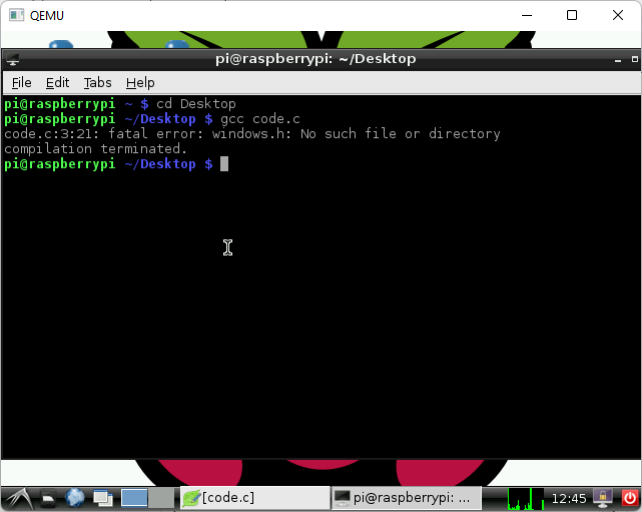 QEMU
pi@raspberrypi: ~/Desktop
File Edit Tabs Help
pi@raspberrypi ~ $ cd Desktop
pi@raspberrypi ~/Desktop $ gcc code.c
code.c:3:21: fatal error: windows.h: No such file or directory
compilation terminated.
pi@raspberrypi ~/Desktop $
[code.c] pi@raspberrypi: ... 12:45